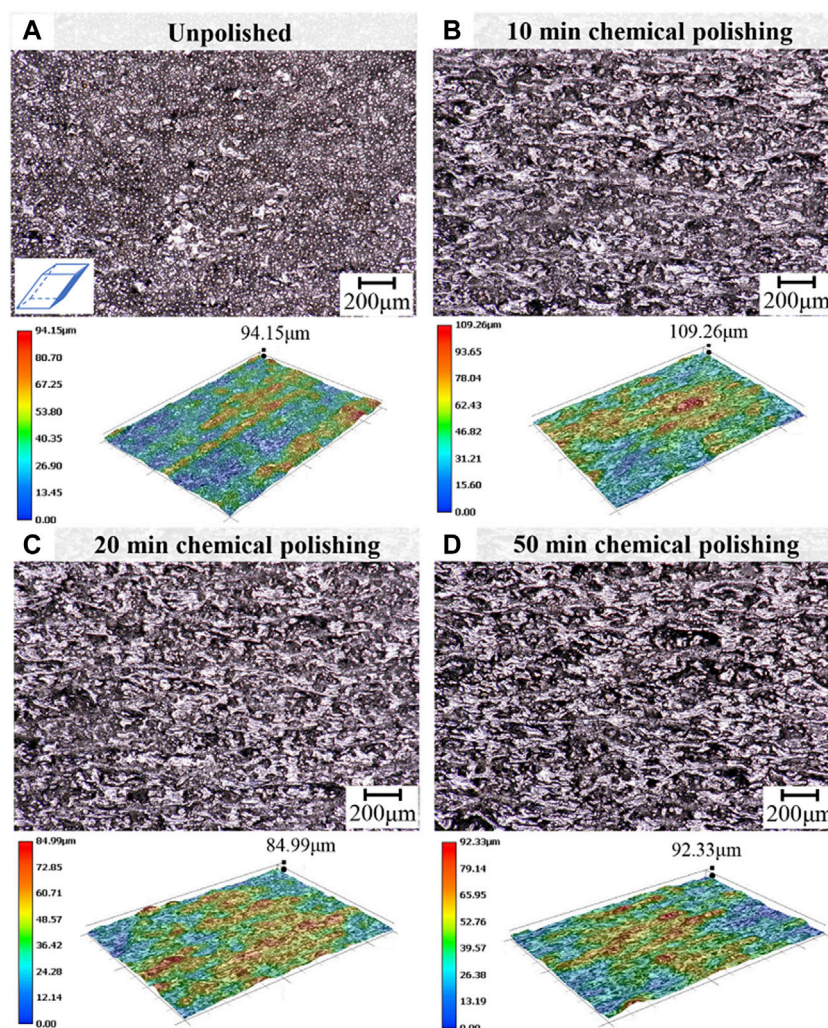 A
Unpolished
200μm
94.15μm
80.70
67.25
53.80
40.35
26.90
13.45
0.00
94.15μm
B
10 min chemical polishing
200μm
109.26μm
93.65
78.04
62.43
46.82
31.21
15.60
0.00
109.26μm
C
20 min chemical polishing
200μm
84.99μm
72.85
60.71
48.57
36.42
24.28
12.14
0.00
84.99μm
D
50 min chemical polishing
200μm
92.33μm
79.14
65.95
52.76
39.57
26.38
13.19
0.00
92.33μm